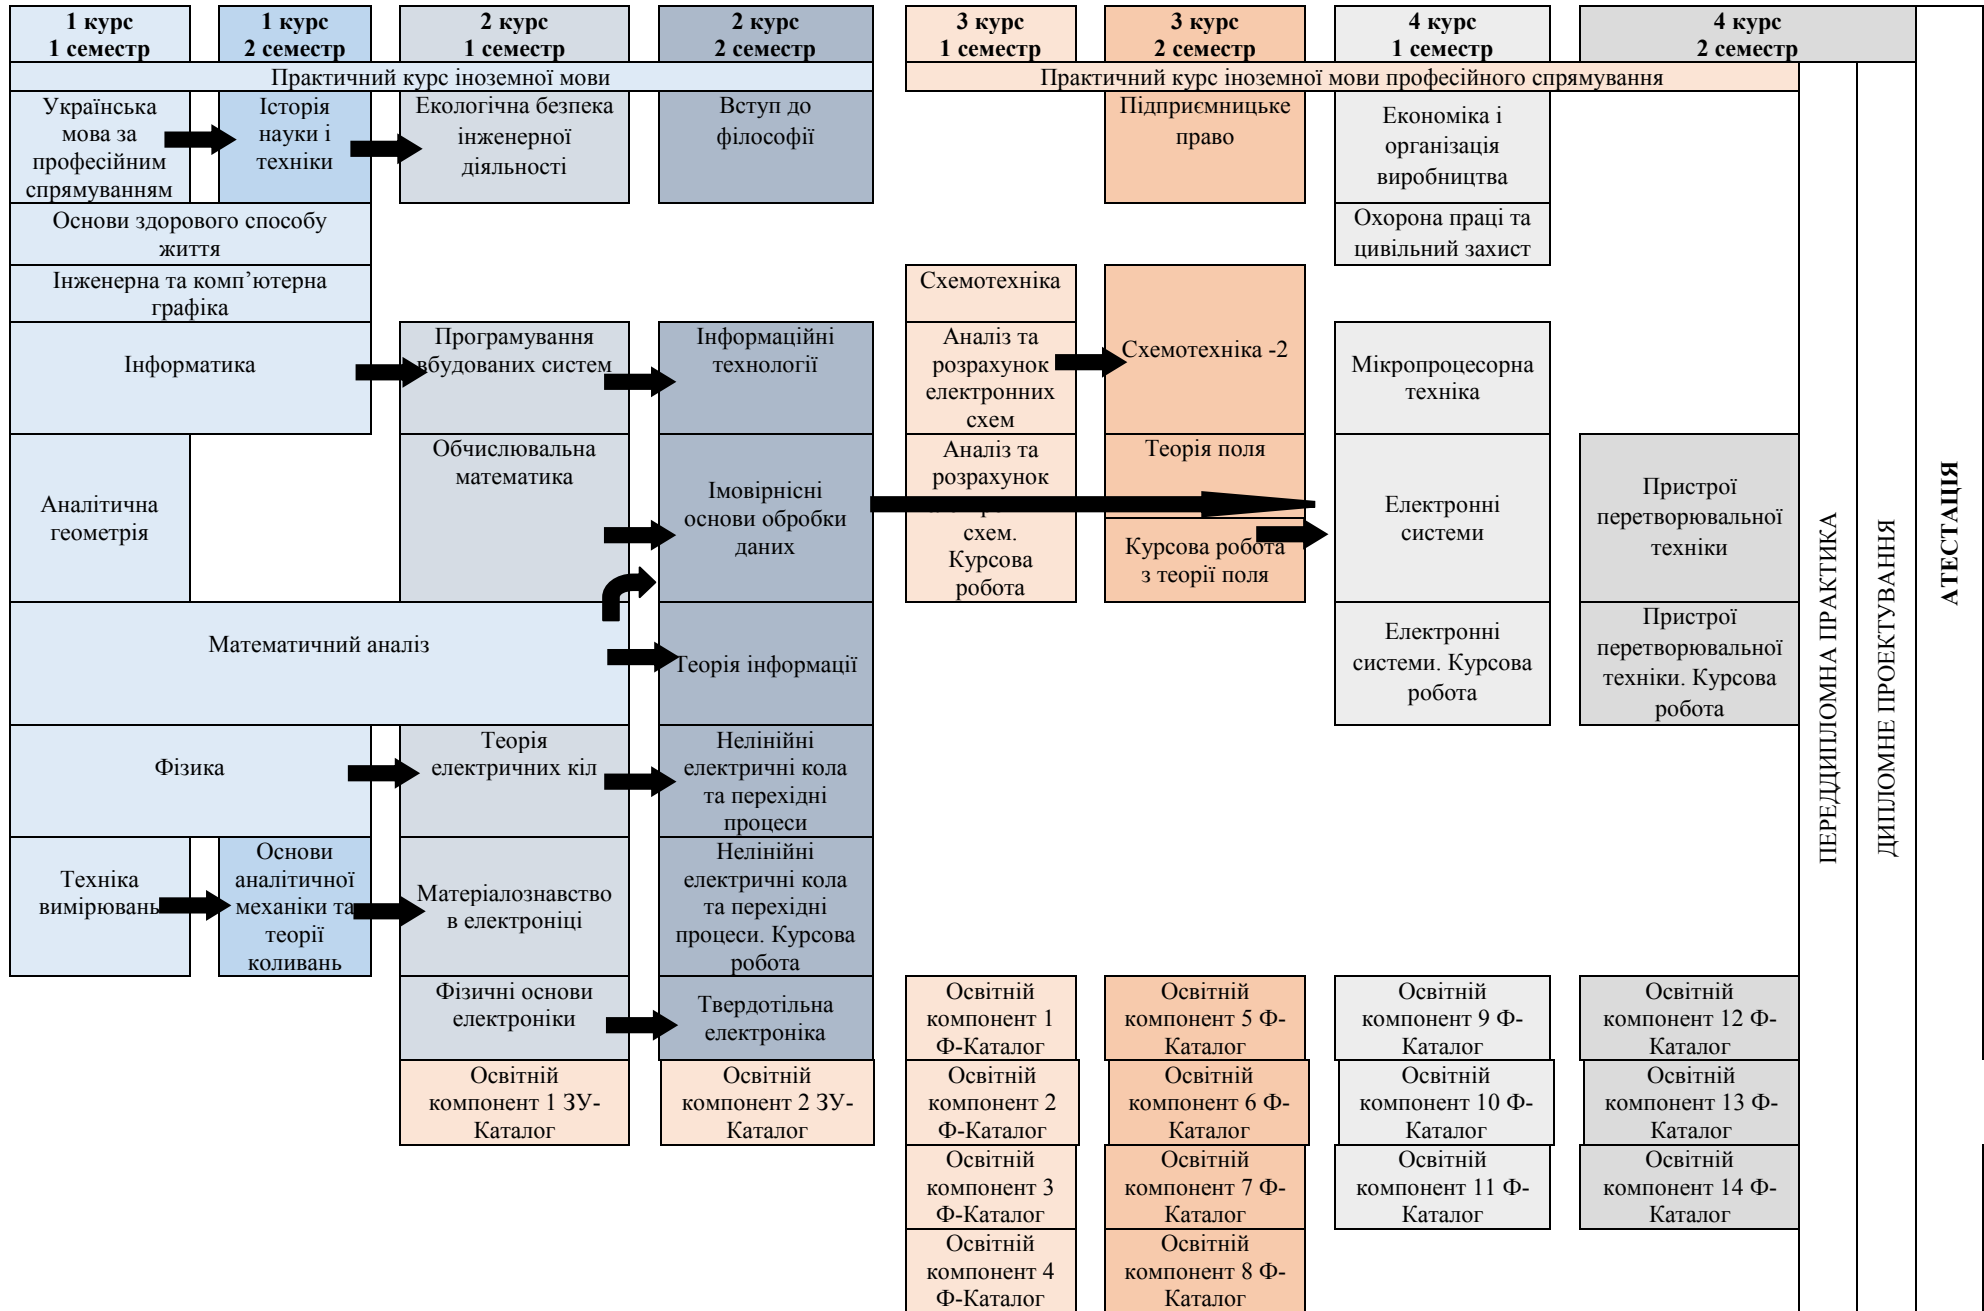 1 курс
1 семестр
1 курс
2 семестр
2 курс
1 семестр
2 курс
2 семестр
3 курс
1 семестр
3 курс
2 семестр
4 курс
1 семестр
4 курс
2 семестр
Практичний курс іноземної мови
Практичний курс іноземної мови професійного спрямування
Українська
мова за
професійним
спрямуванням
Історія
науки і
техніки
Екологічна безпека
інженерної
діяльності
Вступ до
філософії
Підприємницьке
право
Економіка і
організація
виробництва
Основи здорового способу
життя
Охорона праці та
цивільний захист
Інженерна та комп’ютерна
графіка
Схемотехніка
Схемотехніка -2
Інформатика
Програмування
вбудованих систем
Інформаційні
технології
Аналіз та
розрахунок
електронних
схем
Мікропроцесорна
техніка
Аналітична
геометрія
Обчислювальна
математика
Імовірнісні
основи обробки
даних
Аналіз та
розрахунок
схем.
Курсова
робота
Теорія поля
Курсова робота
з теорії поля
Електронні
системи
Пристрої
перетворювальної
техніки
Математичний аналіз
Теорія інформації
Електронні
системи. Курсова
робота
Пристрої
перетворювальної
техніки. Курсова
робота
Фізика
Теорія
електричних кіл
Нелінійні
електричні кола
та перехідні
процеси
Техніка
вимірювань
Основи
аналітичної
механіки та
теорії
коливань
Матеріалознавство
в електроніці
Нелінійні
електричні кола
та перехідні
процеси. Курсова
робота
Фізичні основи
електроніки
Твердотільна
електроніка
Освітній
компонент 1
Ф-Каталог
Освітній
компонент 5 Ф-
Каталог
Освітній
компонент 9 Ф-
Каталог
Освітній
компонент 12 Ф-
Каталог
Освітній
компонент 1 ЗУ-
Каталог
Освітній
компонент 2 ЗУ-
Каталог
Освітній
компонент 2
Ф-Каталог
Освітній
компонент 6 Ф-
Каталог
Освітній
компонент 10 Ф-
Каталог
Освітній
компонент 13 Ф-
Каталог
Освітній
компонент 3
Ф-Каталог
Освітній
компонент 7 Ф-
Каталог
Освітній
компонент 11 Ф-
Каталог
Освітній
компонент 14 Ф-
Каталог
Освітній
компонент 4
Ф-Каталог
Освітній
компонент 8 Ф-
Каталог
ПЕРЕДДИПЛОМНА ПРАКТИКА
ДИПЛОМНЕ ПРОЕКТУВАННЯ
АТЕСТАЦІЯ